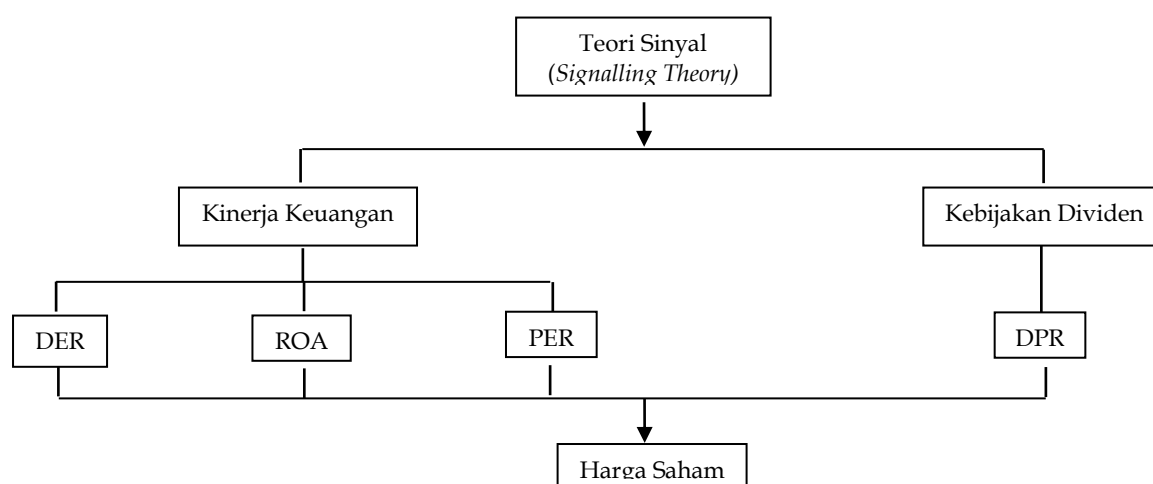 Teori Sinyal
(Signalling Theory)
Kinerja Keuangan
Kebijakan Dividen
DER
ROA
PER
DPR
Harga Saham